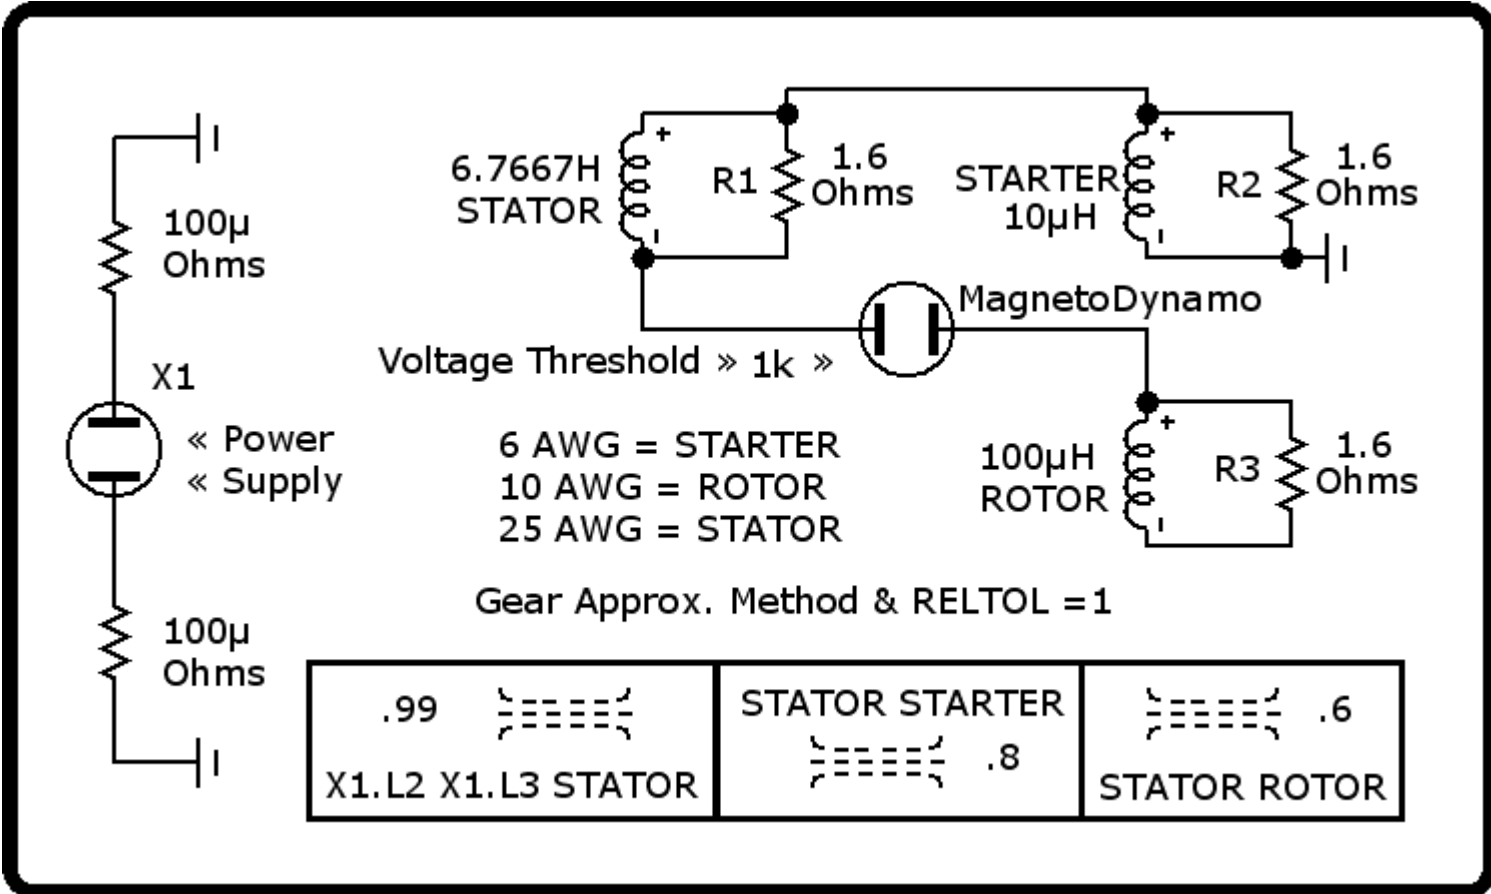 100µ
Ohms
X1
« Power
« Supply
100µ
Ohms
6.7667H
STATOR
+
-
R1
1.6
Ohms
STARTER
10µH
+
-
R2
1.6
Ohms
MagnetoDynamo
Voltage Threshold » 1k »
6 AWG = STARTER
10 AWG = ROTOR
25 AWG = STATOR
100µH
ROTOR
+
-
R3
1.6
Ohms
Gear Approx. Method & RELTOL =1
.99
X1.L2 X1.L3 STATOR
STATOR STARTER
.8
.6
STATOR ROTOR